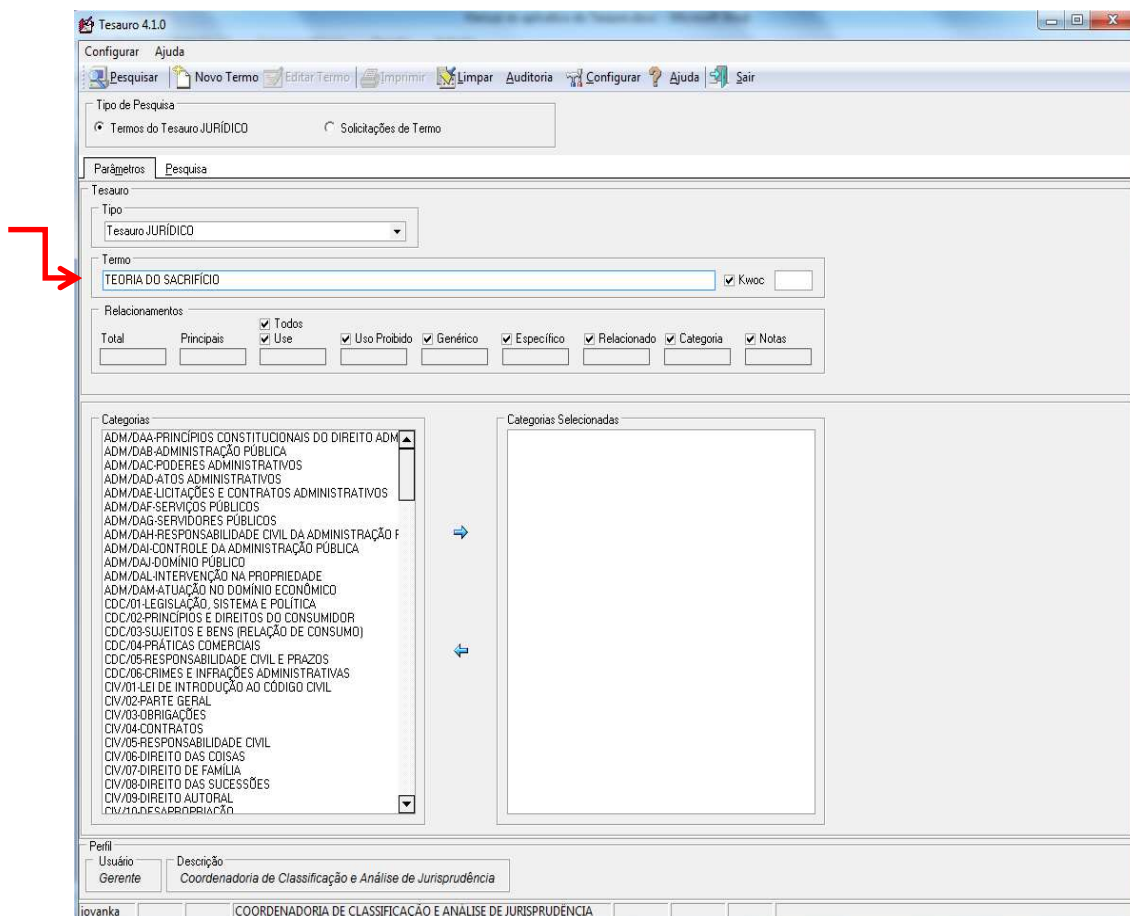 Tesauro 4.1.0
Configurar Ajuda
Pesquisar Novo Termo Editar Termo Imprimir Limpar Auditoria Configurar Ajuda Sair
Tipo de Pesquisa
Termos do Tesauro JURÍDICO Solicitações de Termo
Parâmetros Pesquisa
Tesauro
Tipo
Tesauro JURÍDICO
Termo
TEORIA DO SACRIFÍCIO Kwoc
Relacionamentos
Todos
Total Principais Use Uso Proibido Genérico Específico Relacionado Categoria Notas
Categorias
ADM/DAA-PRINCÍPIOS CONSTITUCIONAIS DO DIREITO ADM
ADM/DAB-ADMINISTRAÇÃO PÚBLICA
ADM/DAC-PODERES ADMINISTRATIVOS
ADM/DAD-ATOS ADMINISTRATIVOS
ADM/DAE-LICITAÇÕES E CONTRATOS ADMINISTRATIVOS
ADM/DAF-SERVIÇOS PÚBLICOS
ADM/DAG-SERVIDORES PÚBLICOS
ADM/DAH-RESPONSABILIDADE CIVIL DA ADMINISTRAÇÃO P
ADM/DAI-CONTROLE DA ADMINISTRAÇÃO PÚBLICA
ADM/DAJ-DOMÍNIO PÚBLICO
ADM/DAL-INTERVENÇÃO NA PROPRIEDADE
ADM/DAM-ATUAÇÃO NO DOMÍNIO ECONÔMICO
CDC/01-LEGISLAÇÃO, SISTEMA E POLÍTICA
CDC/02-PRINCÍPIOS E DIREITOS DO CONSUMIDOR
CDC/03-SUJEITOS E BENS (RELAÇÃO DE CONSUMO)
CDC/04-PRÁTICAS COMERCIAIS
CDC/05-RESPONSABILIDADE CIVIL E PRAZOS
CDC/06-CRIMES E INFRAÇÕES ADMINISTRATIVAS
CIV/01-LEI DE INTRODUÇÃO AO CÓDIGO CIVIL
CIV/02-PARTE GERAL
CIV/03-OBRIGAÇÕES
CIV/04-CONTRATOS
CIV/05-RESPONSABILIDADE CIVIL
CIV/06-DIREITO DAS COISAS
CIV/07-DIREITO DE FAMÍLIA
CIV/08-DIREITO DAS SUCESSÕES
CIV/09-DIREITO AUTORAL
CIV/10-DESAPROPRIAÇÃO
Categorias Selecionadas
Perfil
Usuário Descrição
Gerente Coordenadoria de Classificação e Análise de Jurisprudência
jovanka COORDENADORIA DE CLASSIFICAÇÃO E ANÁLISE DE JURISPRUDÊNCIA